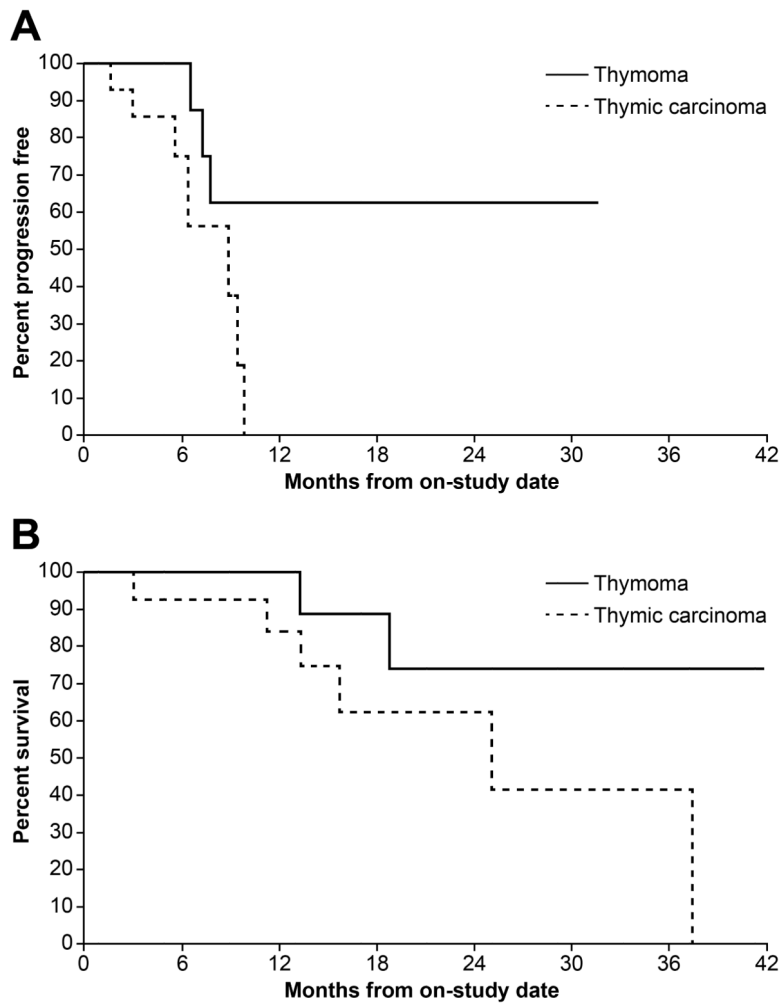 A
100
90
80
70
60
50
40
30
20
10
0
Percent progression free
Thymoma
Thymic carcinoma
0 6 12 18 24 30 36 42
Months from on-study date
B
100
90
80
70
60
50
40
30
20
10
0
Percent survival
Thymoma
Thymic carcinoma
0 6 12 18 24 30 36 42
Months from on-study date